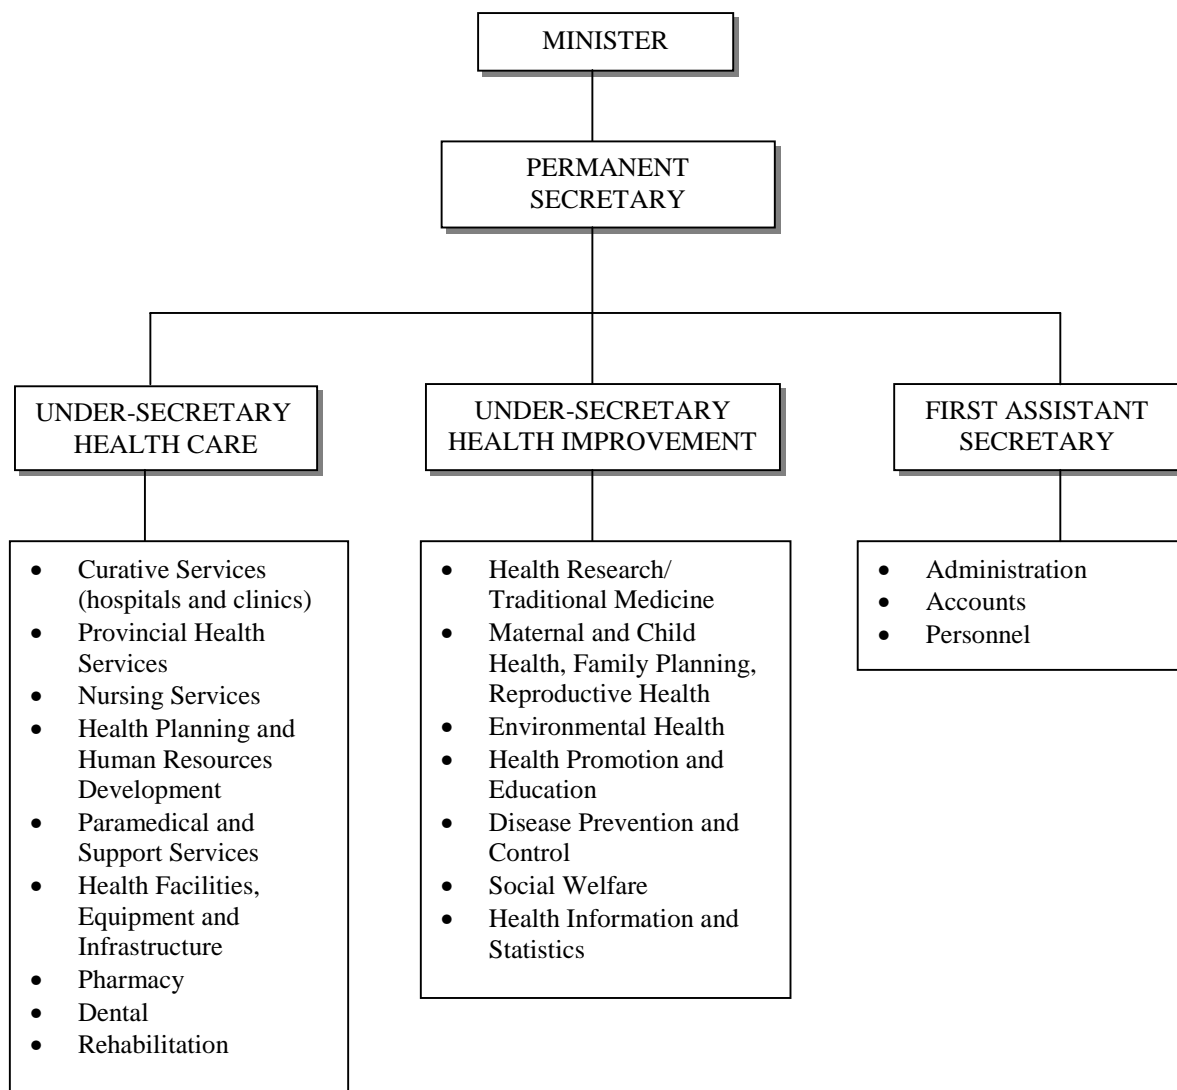 MINISTER
PERMANENT
SECRETARY
UNDER-SECRETARY
HEALTH CARE
UNDER-SECRETARY
HEALTH IMPROVEMENT
FIRST ASSISTANT
SECRETARY
• Curative Services
(hospitals and clinics)
• Provincial Health
Services
• Nursing Services
• Health Planning and
Human Resources
Development
• Paramedical and
Support Services
• Health Facilities,
Equipment and
Infrastructure
• Pharmacy
• Dental
• Rehabilitation
• Health Research/
Traditional Medicine
• Maternal and Child
Health, Family Planning,
Reproductive Health
• Environmental Health
• Health Promotion and
Education
• Disease Prevention and
Control
• Social Welfare
• Health Information and
Statistics
• Administration
• Accounts
• Personnel